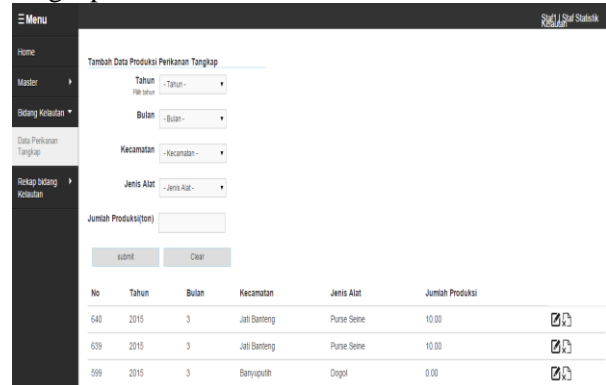 Menu
Staf1 | Staf Statistik
Kelautan
Home
Master
Bidang Kelautan
Data Perikanan
Tangkap
Rekap bidang
Kelautan
Tambah Data Produksi Perikanan Tangkap
Tahun - Tahun -
Pilih tahun
Bulan - Bulan -
Kecamatan - Kecamatan -
Jenis Alat - Jenis Alat -
Jumlah Produksi(ton)
submit Clear
No Tahun Bulan Kecamatan Jenis Alat Jumlah Produksi
640 2015 3 Jati Banteng Purse Seine 10.00
639 2015 3 Jati Banteng Purse Seine 10.00
599 2015 3 Banyuputih Dogol 0.00